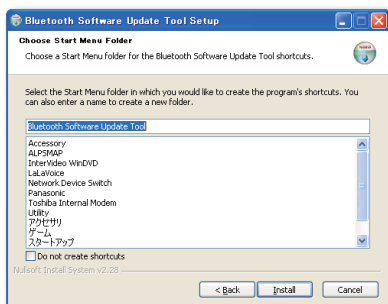 Bluetooth Software Update Tool Setup
Choose Start Menu Folder
Choose a Start Menu folder for the Bluetooth Software Update Tool shortcuts.
Select the Start Menu folder in which you would like to create the program's shortcuts. You
can also enter a name to create a new folder.
Bluetooth Software Update Tool
Accessory
ALPSMAP
InterVideo WinDVD
LaLaVoice
Network Device Switch
Panasonic
Toshiba Internal Modem
Utility
アクセサリ
ゲーム
スタートアップ
Do not create shortcuts
Nullsoft Install System v2.28
< Back
Install
Cancel